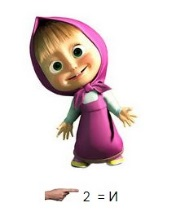 2 = И